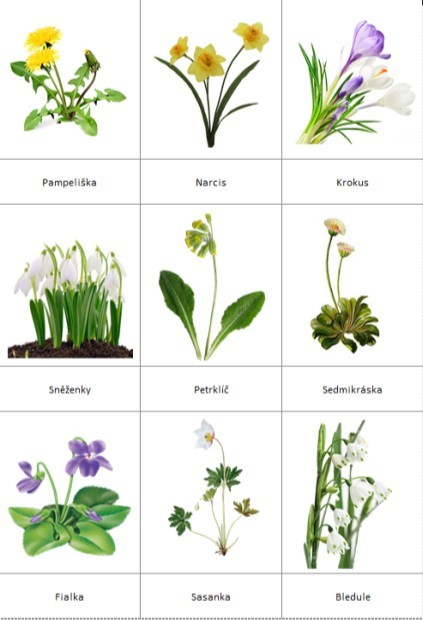 Pampeliška
Narcis
Krokus
Sněženky
Petrklíč
Sedmikráska
Fialka
Sasanka
Bledule